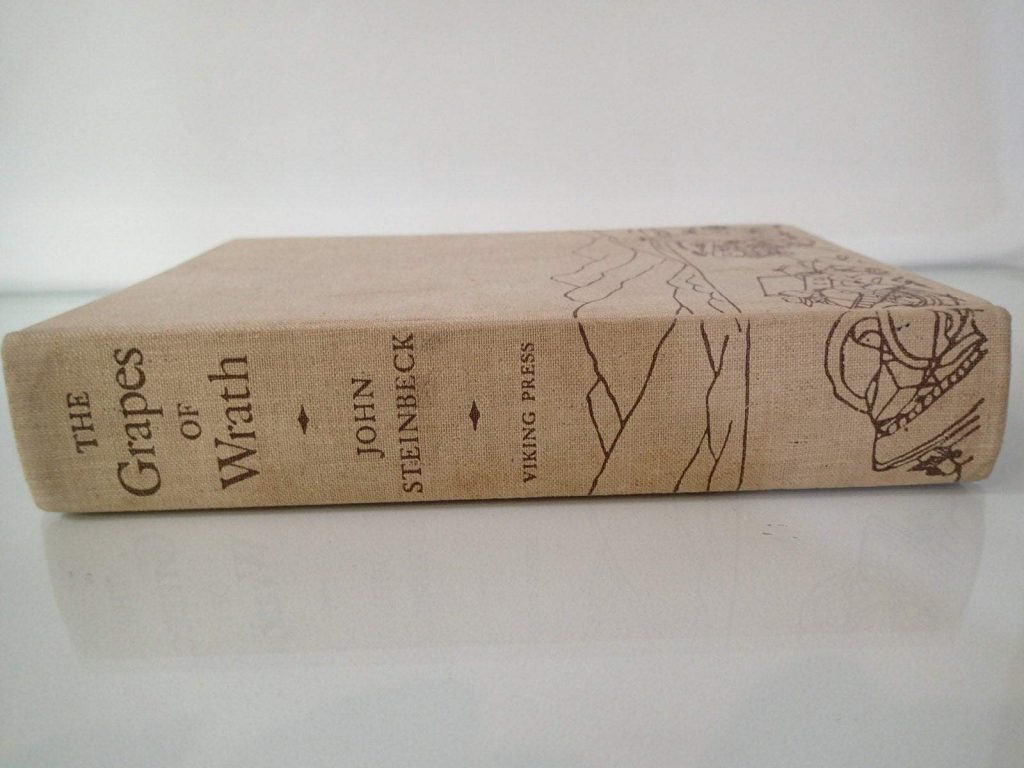 THE
Grapes
OF
Wrath
JOHN
STEINBECK
VIKING PRESS